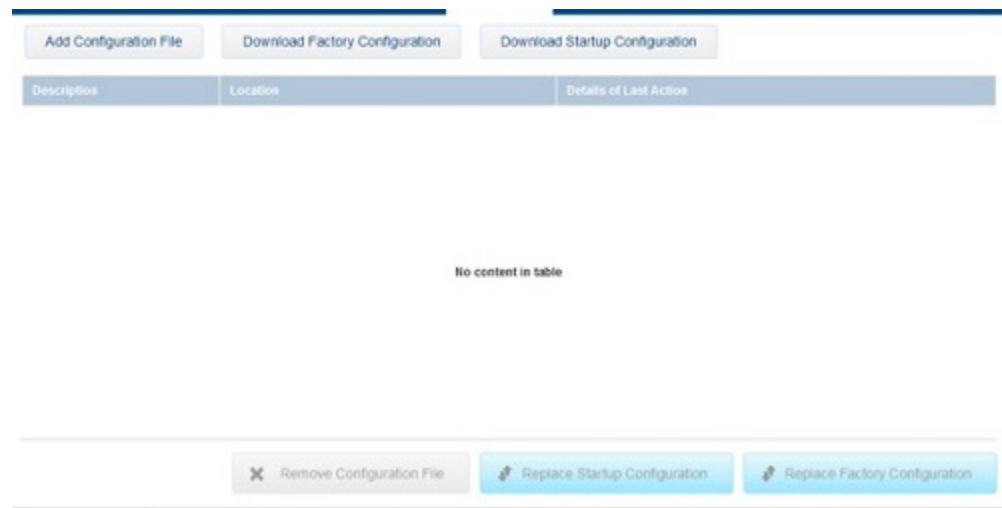 Add Configuration File Download Factory Configuration Download Startup Configuration
Description Location Details of Last Action
No content in table
Remove Configuration File Replace Startup Configuration Replace Factory Configuration